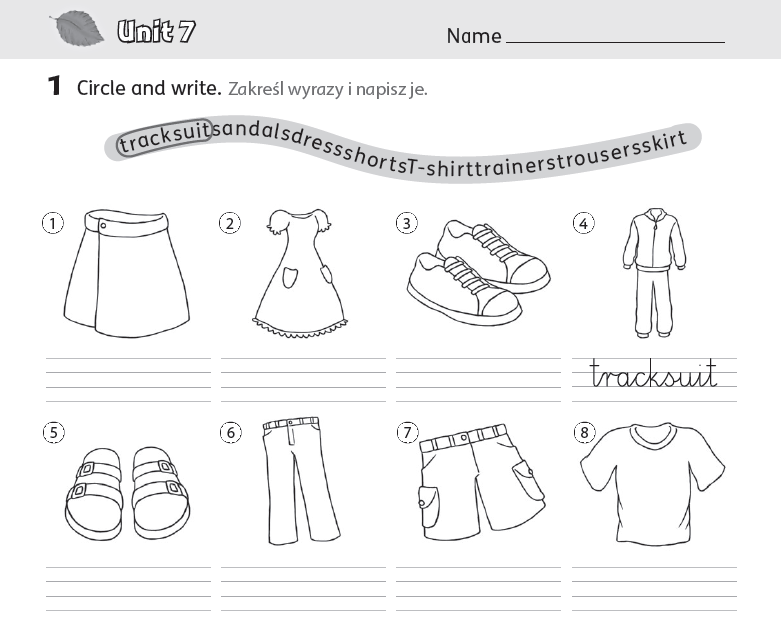 Unit 7
Name
1 Circle and write. Zakreśl wyrazy i napisz je.
tracksuitsandalsdressshortsT-shirttrainerstrousersskirt
1 2 3 4
tracksuit
5 6 7 8